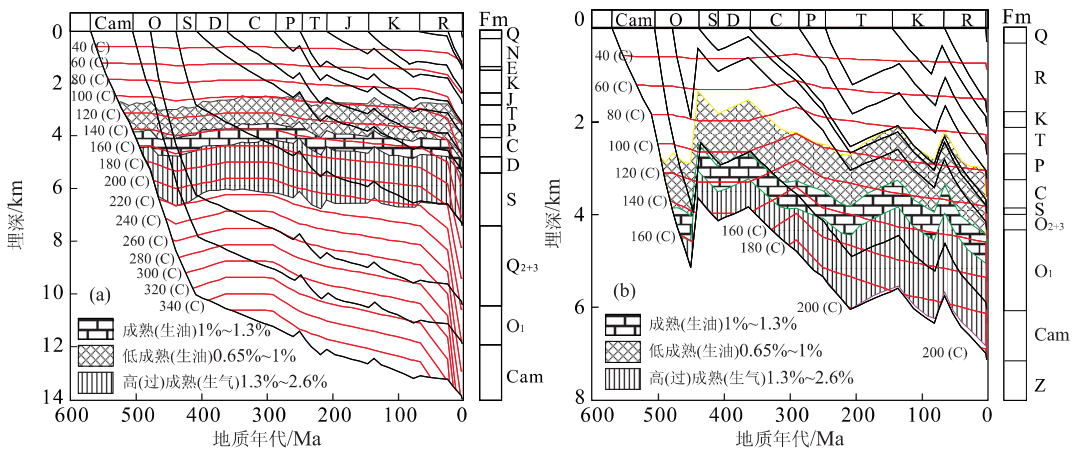 Cam O S D C P T J K R Fm
0 Q
40 (C) N
60 (C) E
2 80 (C) K
100 (C) J
120 (C) T
4 140 (C) P
160 (C) C
180 (C) D
6 200 (C) S
220 (C)
240 (C)
8 260 (C) Q2+3
280 (C)
300 (C)
10 320 (C) (a)
340 (C) O1
成熟(生油)1%~1.3%
12 低成熟(生油)0.65%~1%
高(过)成熟(生气)1.3%~2.6% Cam
14
600 500 400 300 200 100 0
地质年代/Ma
埋深/km
Cam O S D C P T K R Fm
0 Q
40 (C) R
60 (C)
2 80 (C) K
T
100 (C) P
120 (C) C
140 (C) S
4 160 (C) 160 (C) O2+3
180 (C)
(b) O1
6 200 (C)
成熟(生油)1%~1.3% Cam
200 (C)
低成熟(生油)0.65%~1%
高(过)成熟(生气)1.3%~2.6% Z
8
600 500 400 300 200 100 0
地质年代/Ma
埋深/km